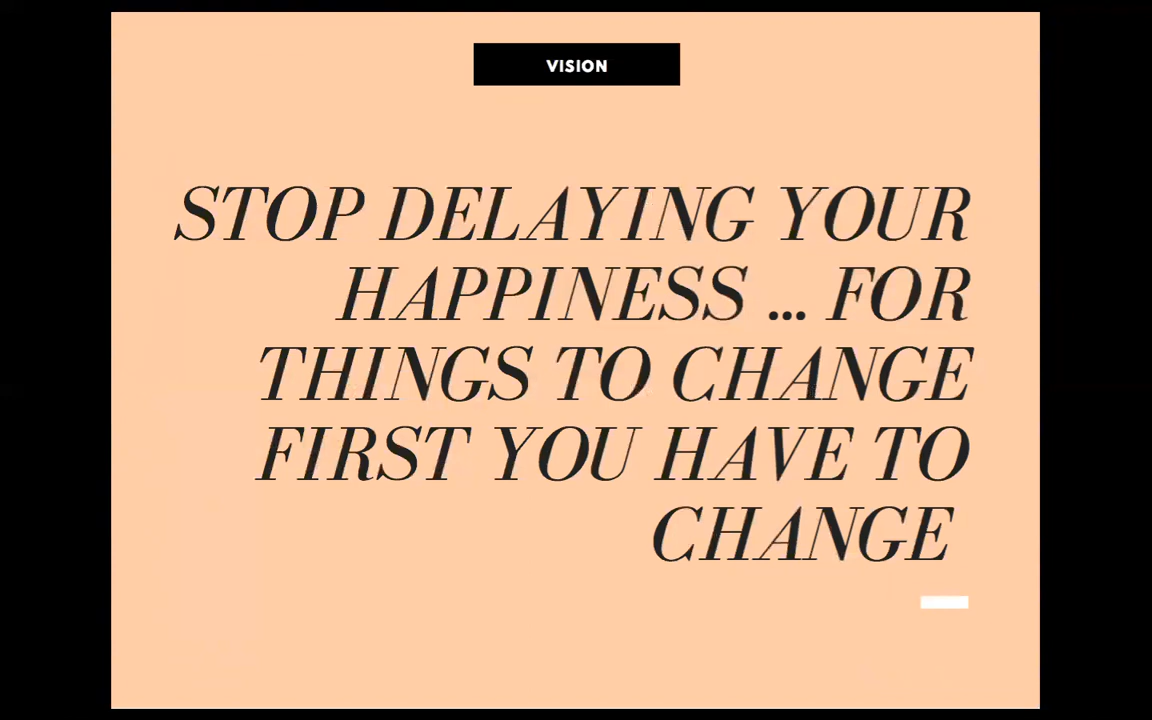 VISION
STOP DELAYING YOUR
HAPPINESS ... FOR
THINGS TO CHANGE
FIRST YOU HAVE TO
CHANGE